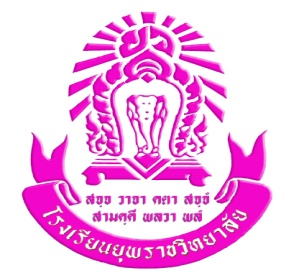 สจฺจ วาจา คตา สจฺจํ
สามคฺคี พลวา พลํ
โรงเรียนยุพราชวิทยาลัย